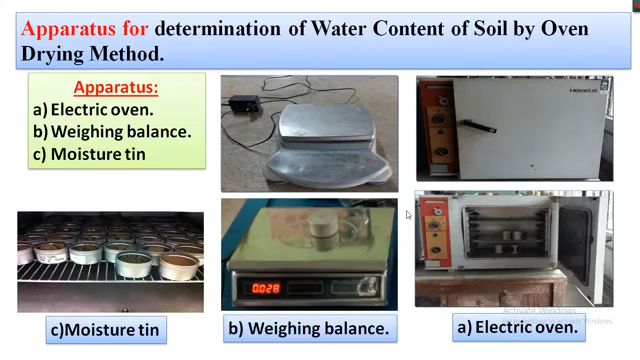 Apparatus for determination of Water Content of Soil by Oven
Drying Method.
Apparatus:
a) Electric oven.
b) Weighing balance.
c) Moisture tin
Heraeus
0.028
Activate Windows
c)Moisture tin
b) Weighing balance.
a) Electric oven.